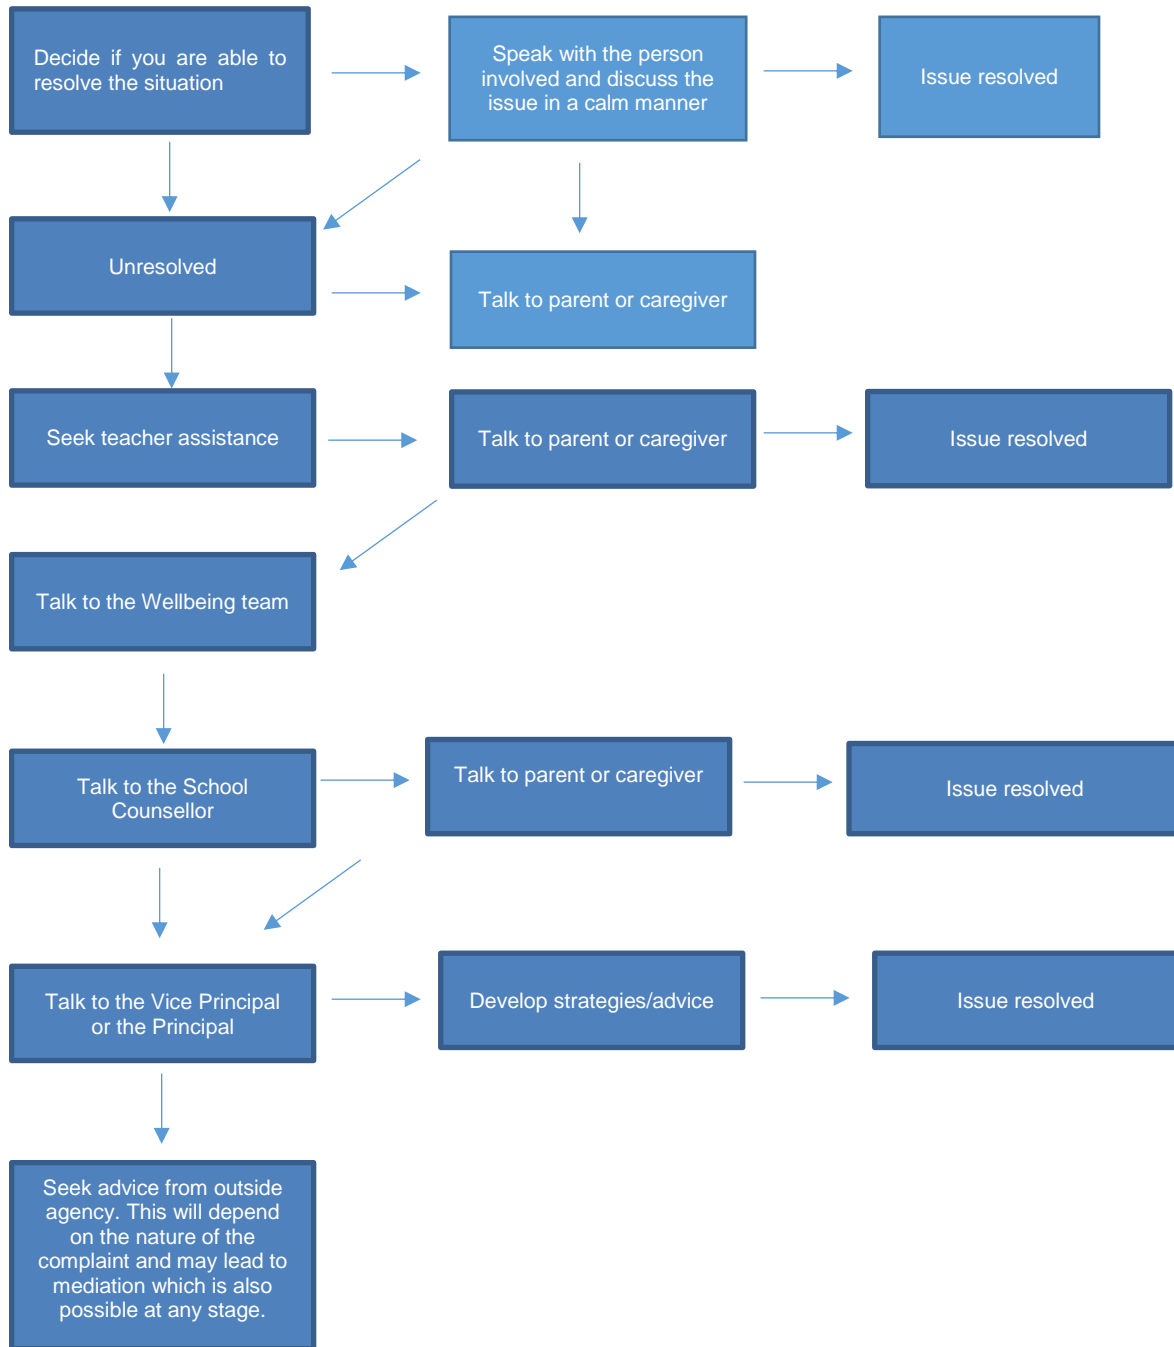 Decide if you are able to
resolve the situation
Speak with the person
involved and discuss the
issue in a calm manner
Issue resolved
Unresolved
Talk to parent or caregiver
Seek teacher assistance
Talk to parent or caregiver
Issue resolved
Talk to the Wellbeing team
Talk to the School
Counsellor
Talk to parent or caregiver
Issue resolved
Talk to the Vice Principal
or the Principal
Develop strategies/advice
Issue resolved
Seek advice from outside
agency. This will depend
on the nature of the
complaint and may lead to
mediation which is also
possible at any stage.